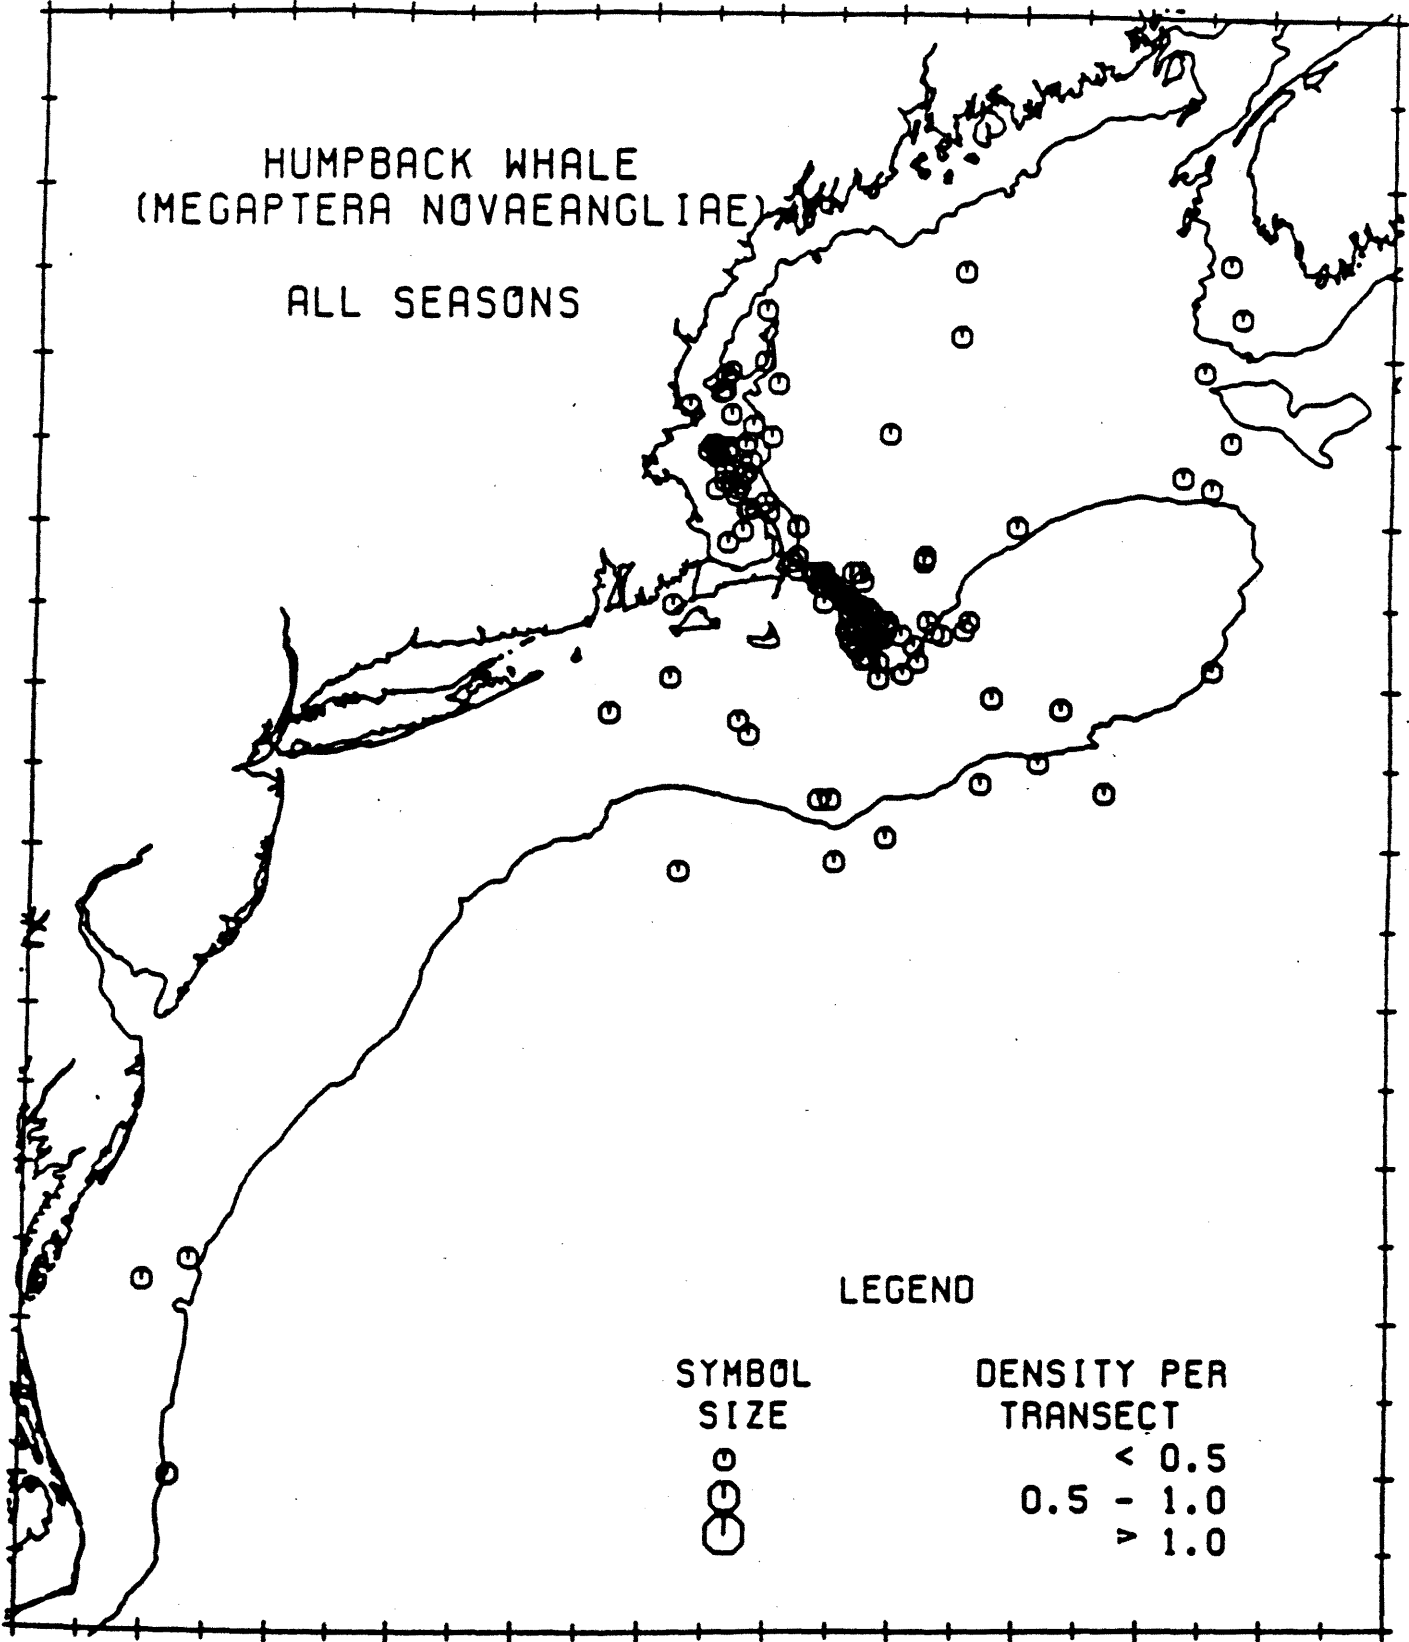 HUMPBACK WHALE
(MEGAPTERA NOVAEANGLIAE)
ALL SEASONS
LEGEND
SYMBOL SIZE
DENSITY PER TRANSECT
< 0.5
0.5 - 1.0
> 1.0